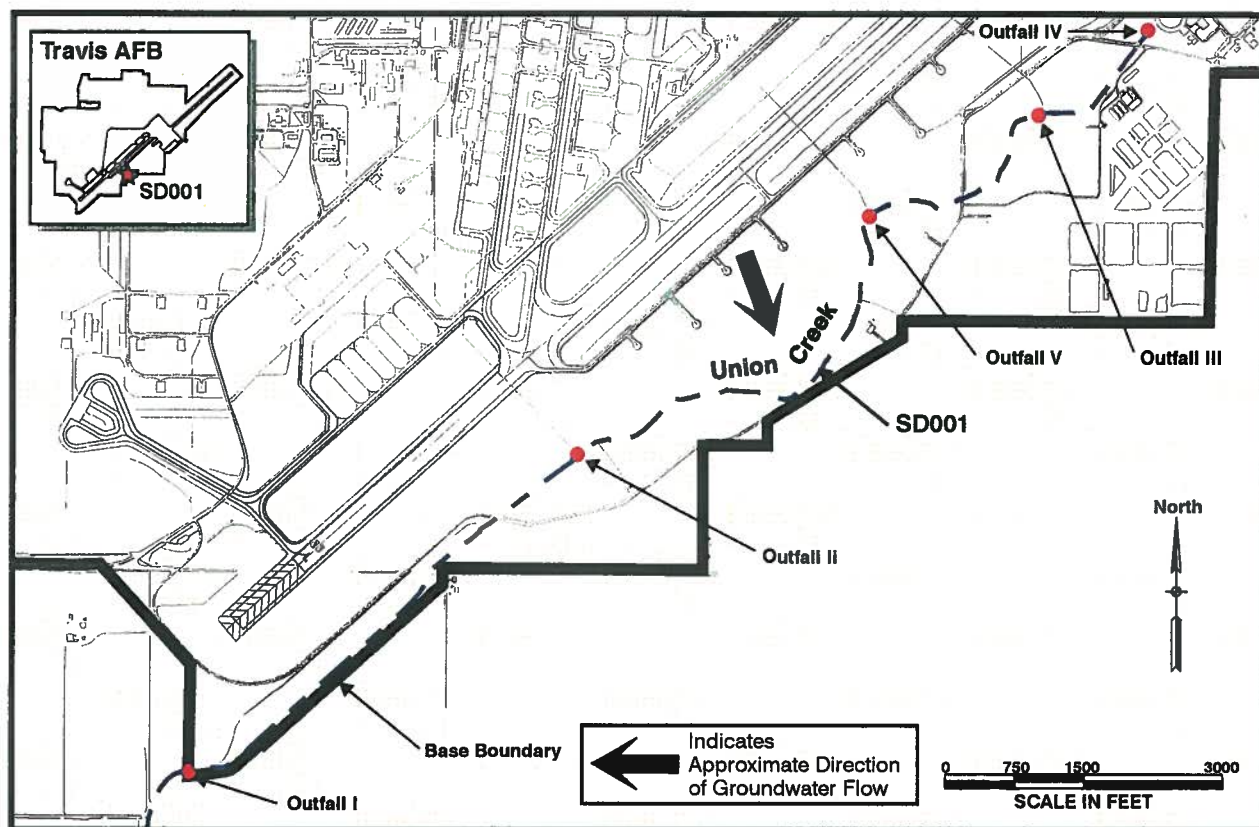 Travis AFB
SD001
Outfall IV
Outfall V
Outfall III
Union Creek
SD001
Outfall Ii
North
Base Boundary
Outfall I
Indicates
Approximate Direction
of Groundwater Flow
0 750 1500 3000
SCALE IN FEET